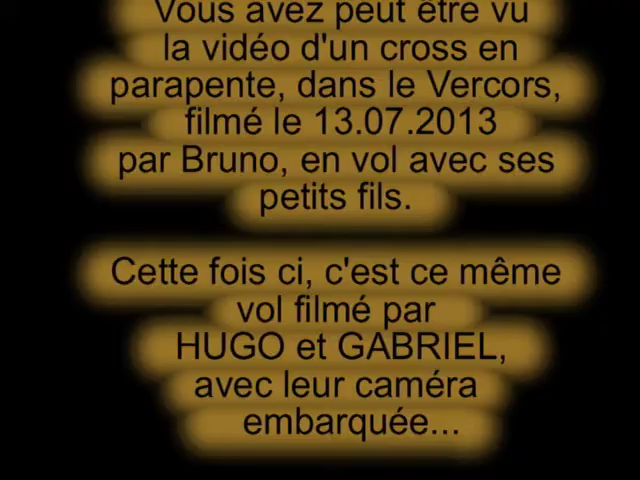 Vous avez peut être vu
la vidéo d'un cross en
parapente, dans le Vercors,
filmé le 13.07.2013
par Bruno, en vol avec ses
petits fils.
Cette fois ci, c'est ce même
vol filmé par
HUGO et GABRIEL,
avec leur caméra
embarquée...